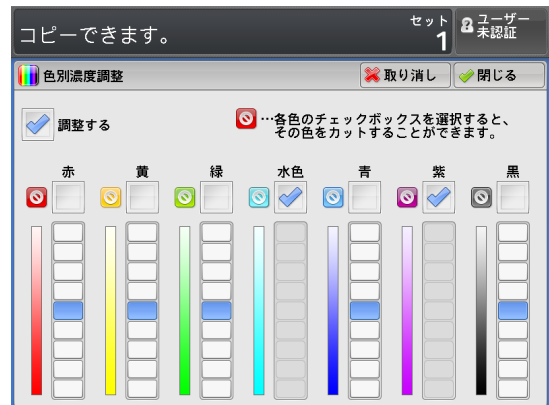 コピーできます。
セット
1
ユーザー
未認証
色別濃度調整
取り消し
閉じる
調整する
…各色のチェックボックスを選択すると、
その色をカットすることができます。
赤 黄 緑 水色 青 紫 黒